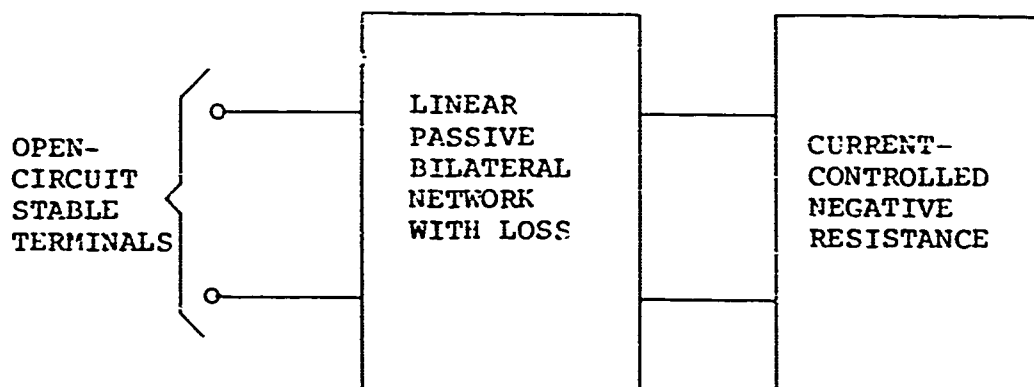 OPEN-
CIRCUIT
STABLE
TERMINALS
LINEAR
PASSIVE
BILATERAL
NETWORK
WITH LOSS
CURRENT-
CONTROLLED
NEGATIVE
RESISTANCE